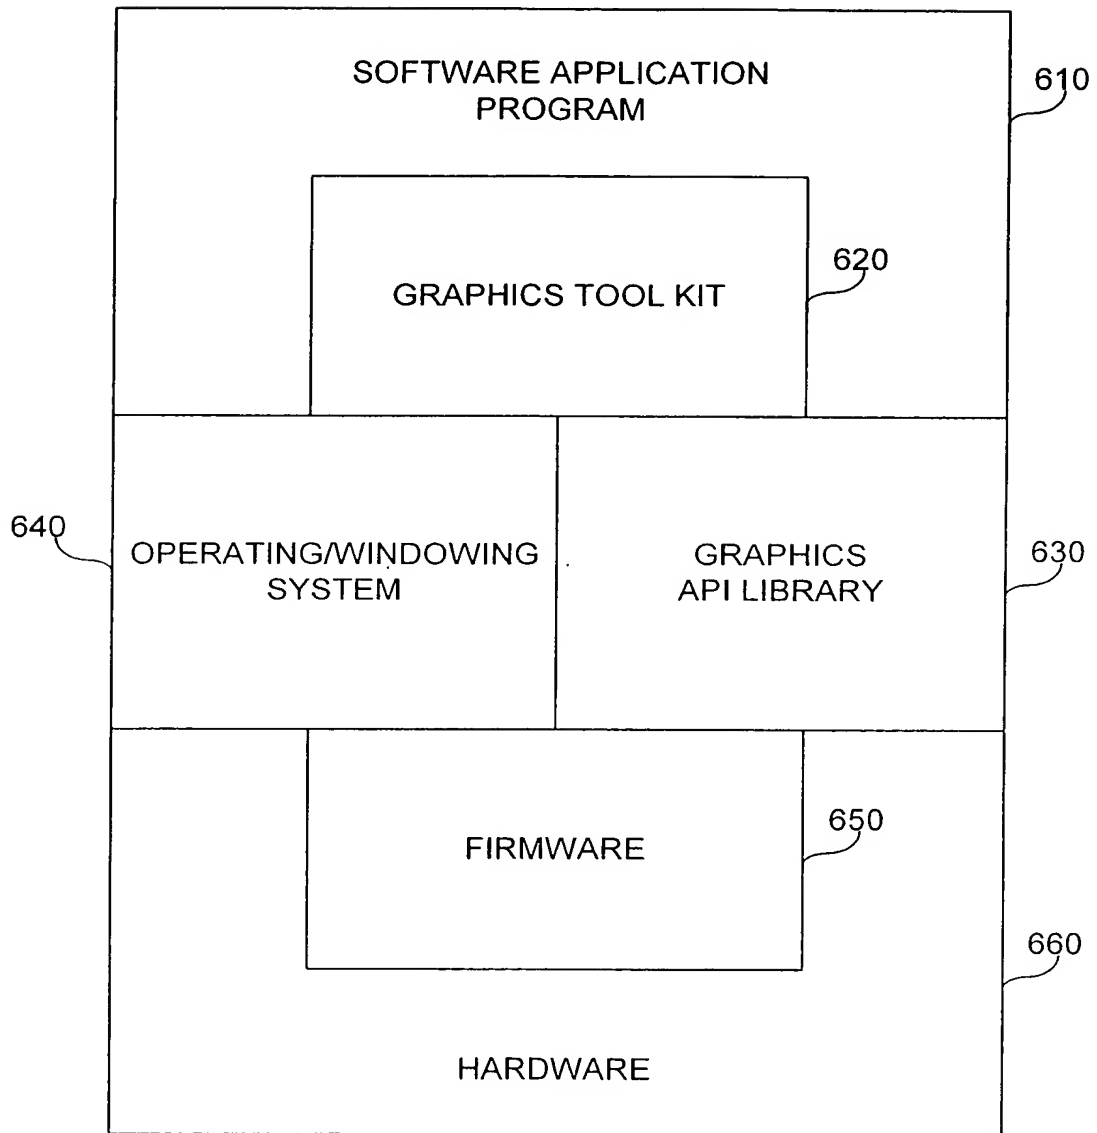 SOFTWARE APPLICATION
PROGRAM
610
GRAPHICS TOOL KIT
620
640
OPERATING/WINDOWING
SYSTEM
GRAPHICS
API LIBRARY
630
FIRMWARE
650
660
HARDWARE